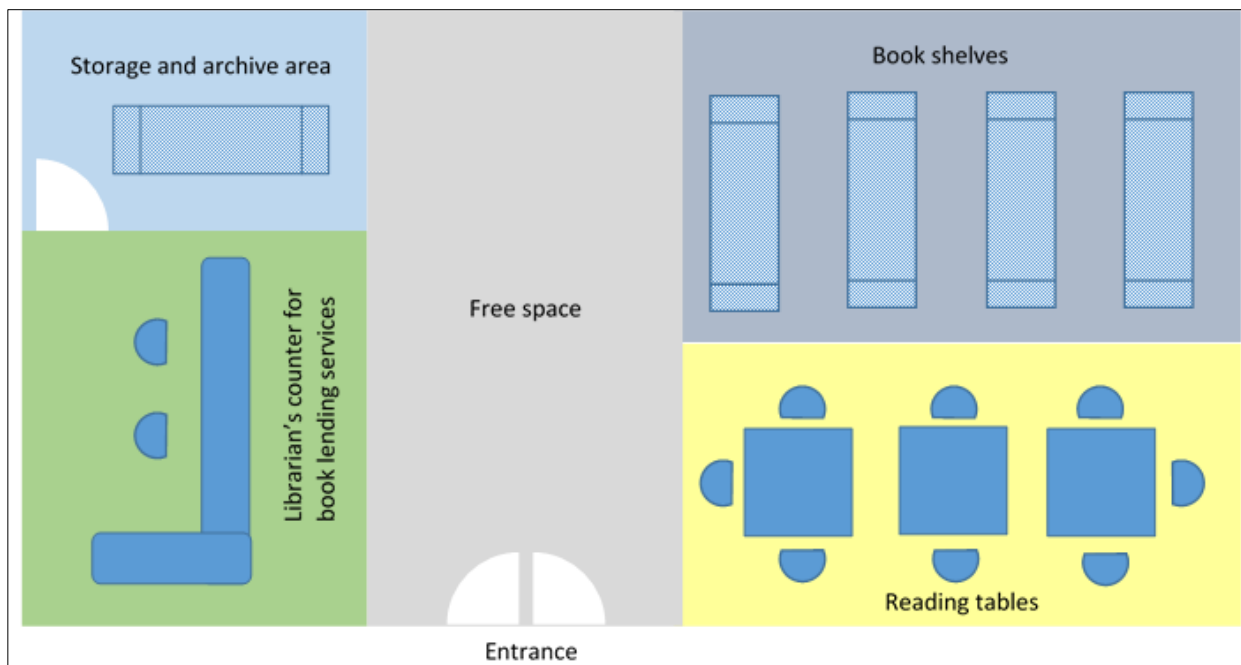 Storage and archive area
Book shelves
Free space
Librarian's counter for
book lending services
Reading tables
Entrance